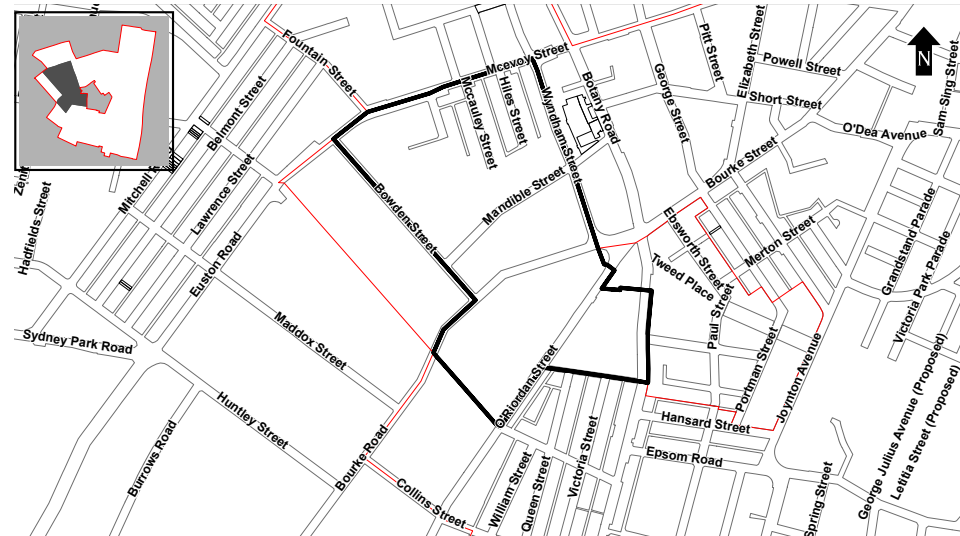 Fountain Street
Mcevoy Street
Pitt Street
Elizabeth Street
Powell Street
N
Sam Sing Street
Short Street
O'Dea Avenue
George Street
Botany Road
Wyndham Street
Hiles Street
Mccauley Street
Belmont Street
Mitchell
Lawrence Street
Hadfields Street
Euston Road
Bowden Street
Mandible Street
Bourke Street
Ebsworth Street
Merton Street
Tweed Place
Grandstand Parade
Victoria Park Parade
Paul Street
Portman Street
Joynton Avenue
Maddox Street
Sydney Park Road
O'Riordan Street
Huntley Street
Hansard Street
Epsom Road
Burrows Road
Bourke Road
Collins Street
William Street
Queen Street
Victoria Street
Spring Street
George Julius Avenue (Proposed)
Letitia Street (Proposed)